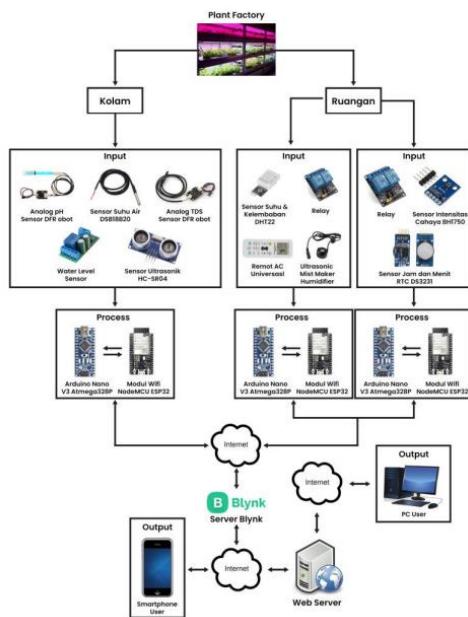 Plant Factory
Kolam
Ruangan
Input
Analog pH
Sensor DFR obot
Sensor Suhu Air
DSB18B20
Analog TDS
Sensor DFR obot
Water Level
Sensor
Sensor Ultrasonik
HC-SR04
Input
Sensor Suhu &
Kelembaban
DHT22
Relay
Remot AC
Universasl
Ultrasonic
Mist Maker
Humidifier
Input
Relay
Sensor Intensitas
Cahaya BH1750
Sensor Jam dan Menit
RTC DS3231
Process
Arduino Nano
V3 Atmega328P
Modul Wifi
NodeMCU ESP32
Process
Arduino Nano
V3 Atmega328P
Modul Wifi
NodeMCU ESP32
Process
Arduino Nano
V3 Atmega328P
Modul Wifi
NodeMCU ESP32
Internet
Internet
Internet
B Blynk
Server Blynk
Output
PC User
Output
Smartphone
User
Internet
Web Server